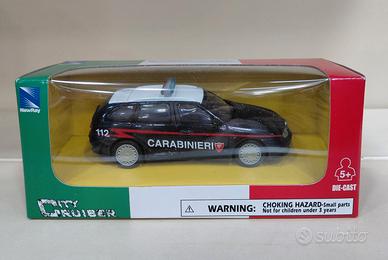 NewRay
112
CARABINIERI
5+
DIE-CAST
CITY
CRUISER
WARNING:
CHOKING HAZARD-Small parts
Not for children under 3 years
subito